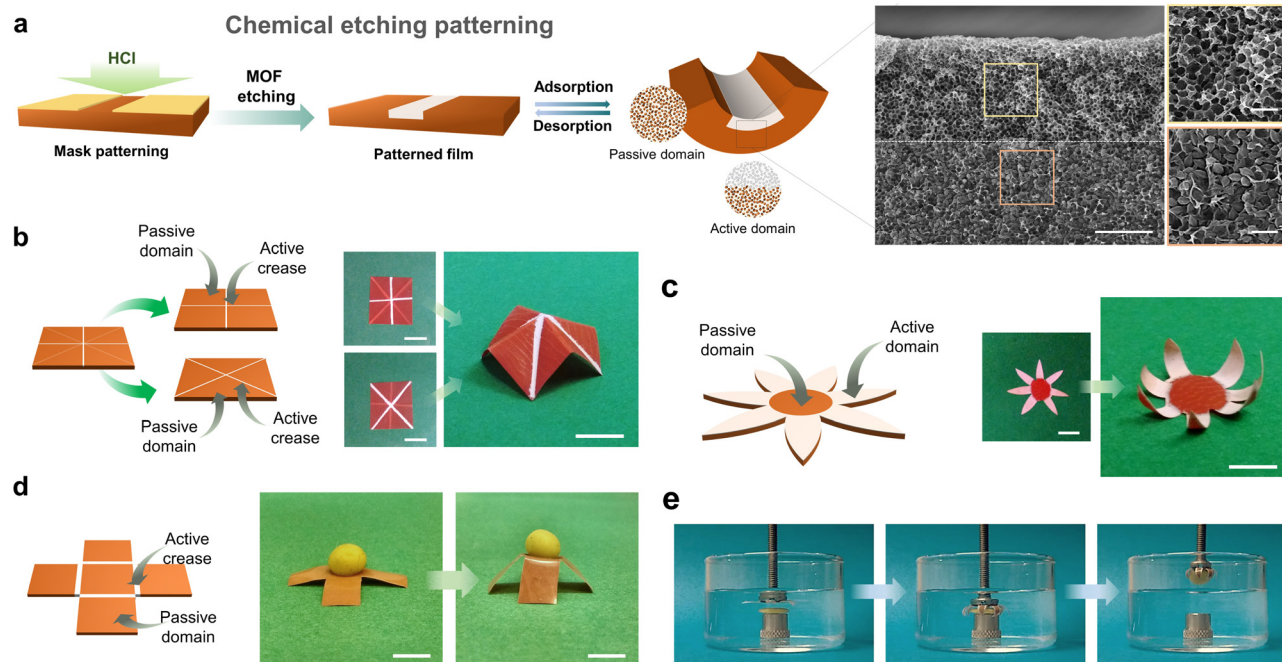 Chemical etching patterning
a
HCl
MOF
etching
Mask patterning
Patterned film
Adsorption
Desorption
Passive domain
Active domain
b
Passive
domain
Active
crease
Passive
domain
Active
crease
c
Passive
domain
Active
domain
d
Active
crease
Passive
domain
e